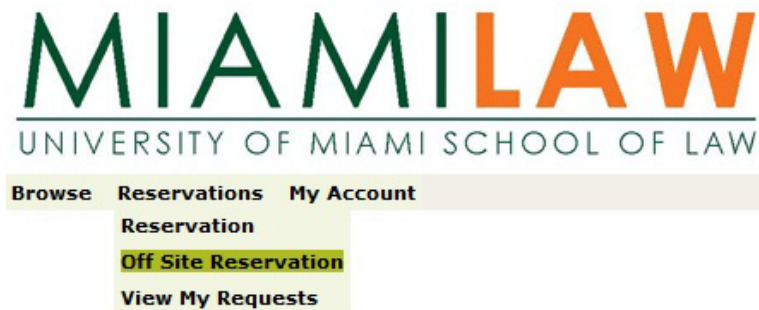 MIAMILAW
UNIVERSITY OF MIAMI SCHOOL OF LAW
Browse Reservations My Account
Reservation
Off Site Reservation
View My Requests